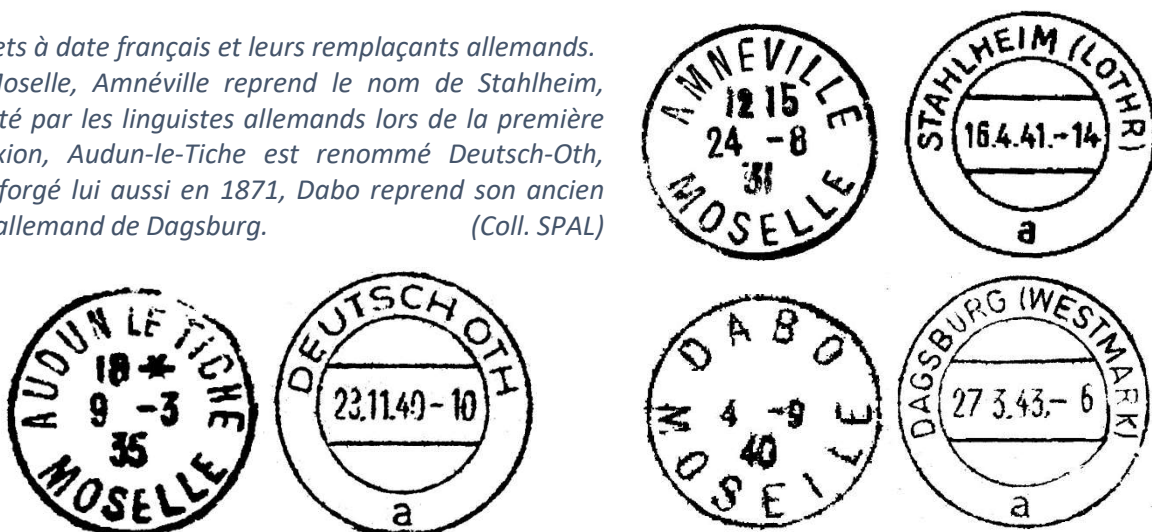 ets à date français et leurs remplaçants allemands.
oselle, Amnéville reprend le nom de Stahlheim,
té par les linguistes allemands lors de la première
xion, Audun-le-Tiche est renommé Deutsch-Oth,
forgé lui aussi en 1871, Dabo reprend son ancien
allemand de Dagsburg. (Coll. SPAL)
AMNEVILLE
12 15
24 -8
31
MOSELLE
STAHLHEIM (LOTHR)
16.4.41.-14
a
AUDUN LE TICHE
18 *
9 -3
35
MOSELLE
DEUTSCH OTH
23.11.40-10
a
DABO
4 -9
40
MOSELLE
DAGSBURG (WESTMARK)
27 3.43.- 6
a